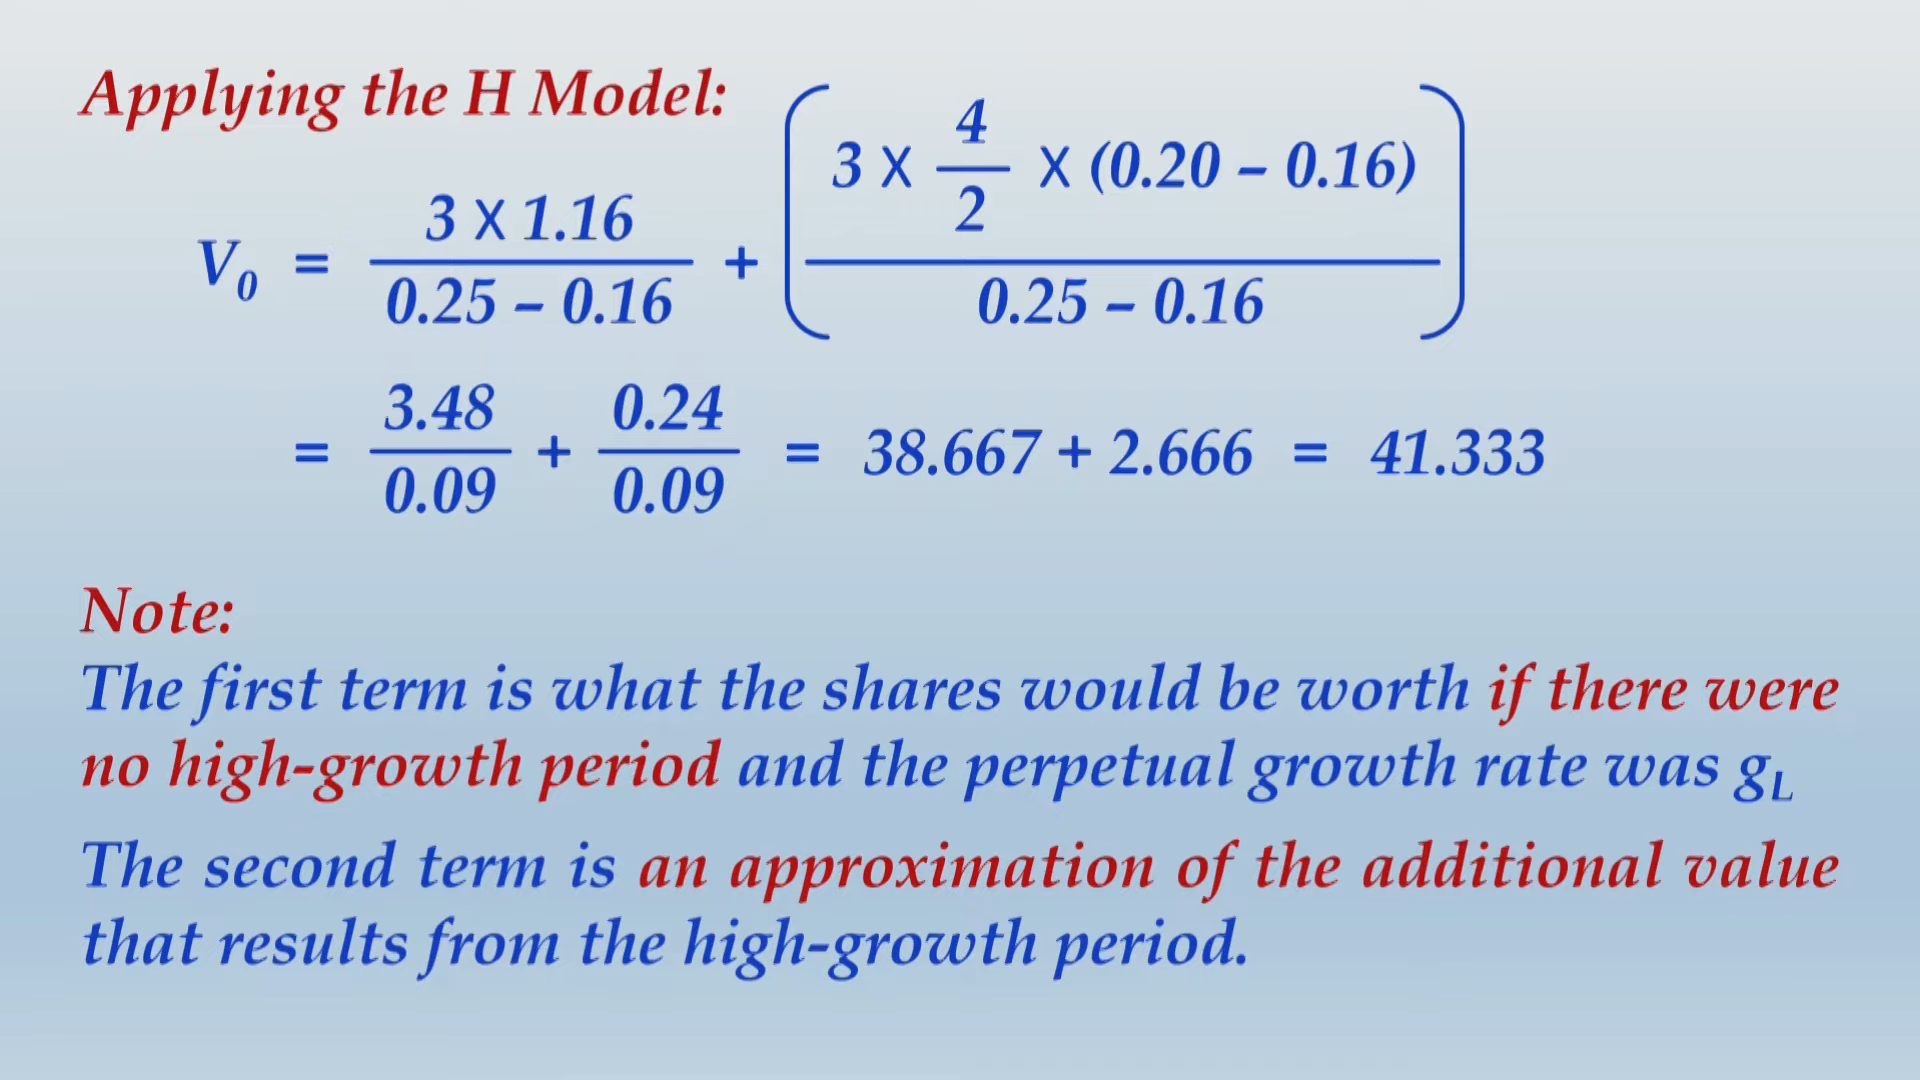 Applying the H Model:
V0 = 3 X 1.16 / 0.25 – 0.16 + ( 3 X 4/2 X (0.20 – 0.16) / 0.25 – 0.16 )
= 3.48 / 0.09 + 0.24 / 0.09 = 38.667 + 2.666 = 41.333
Note:
The first term is what the shares would be worth if there were
no high-growth period and the perpetual growth rate was gL
The second term is an approximation of the additional value
that results from the high-growth period.